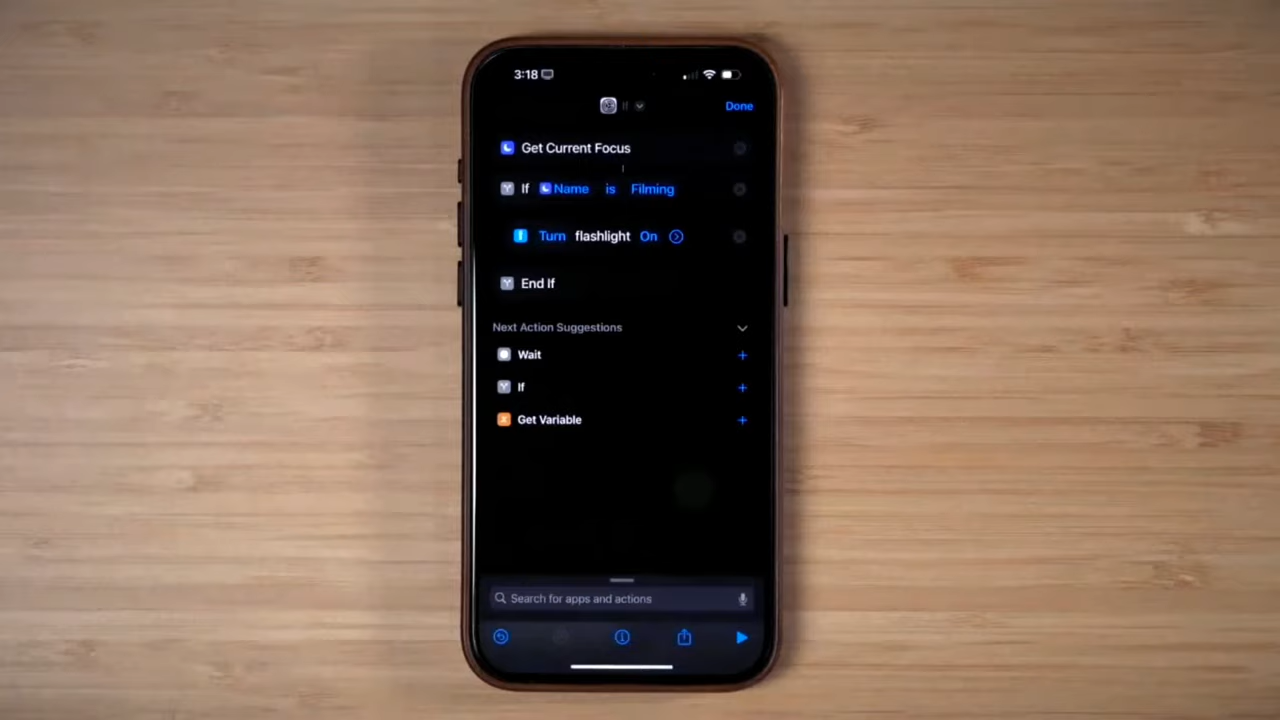 3:18
If
Done
Get Current Focus
If Name is Filming
Turn flashlight On
End If
Next Action Suggestions
Wait
If
Get Variable
Search for apps and actions